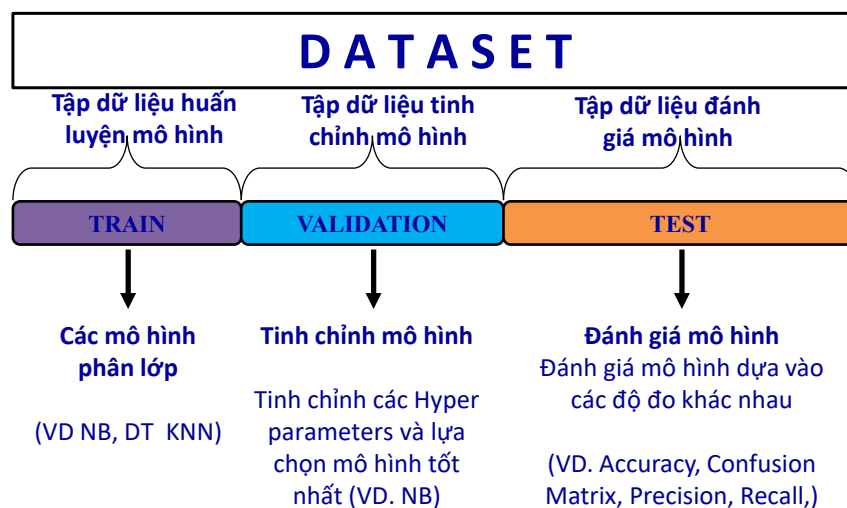 DATASET
Tập dữ liệu huấn
luyện mô hình
Tập dữ liệu tinh
chỉnh mô hình
Tập dữ liệu đánh
giá mô hình
TRAIN
VALIDATION
TEST
Các mô hình
phân lớp
(VD NB, DT KNN)
Tinh chỉnh mô hình
Tinh chỉnh các Hyper
parameters và lựa
chọn mô hình tốt
nhất (VD. NB)
Đánh giá mô hình
Đánh giá mô hình dựa vào
các độ đo khác nhau
(VD. Accuracy, Confusion
Matrix, Precision, Recall,)